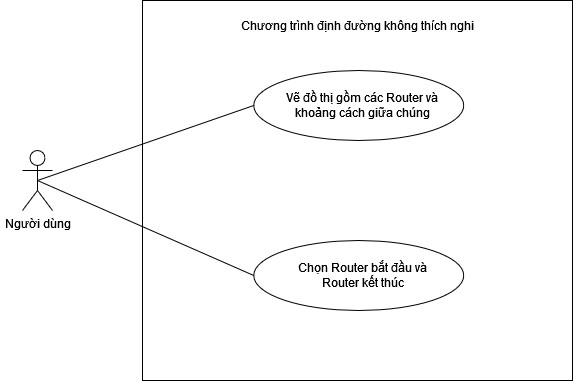 Chương trình định đường không thích nghi
Vẽ đồ thị gồm các Router và
khoảng cách giữa chúng
Người dùng
Chọn Router bắt đầu và
Router kết thúc